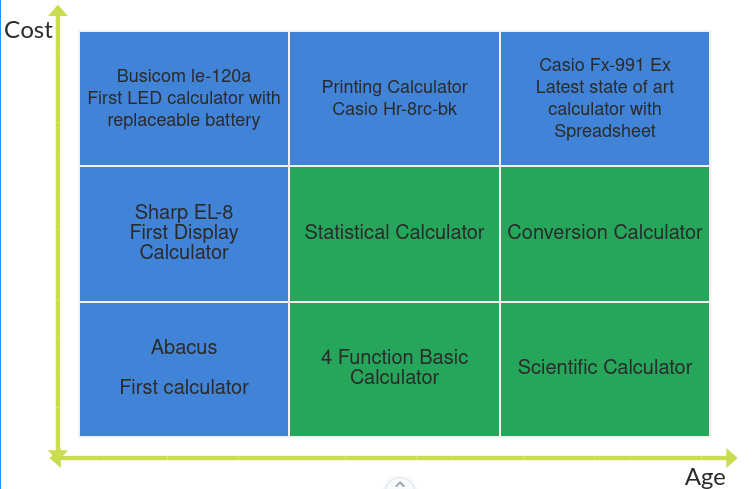 Cost
Busicom le-120a
First LED calculator with
replaceable battery
Printing Calculator
Casio Hr-8rc-bk
Casio Fx-991 Ex
Latest state of art
calculator with
Spreadsheet
Sharp EL-8
First Display
Calculator
Statistical Calculator
Conversion Calculator
Abacus
First calculator
4 Function Basic
Calculator
Scientific Calculator
Age